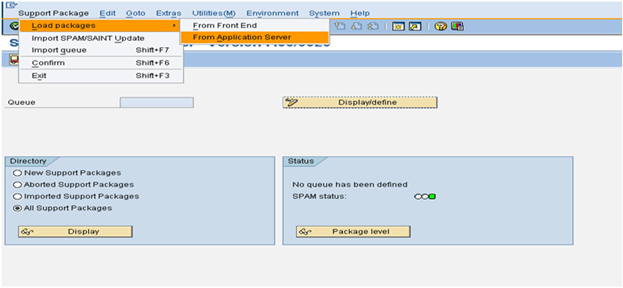 Support Package Edit Goto Extras Utilities(M) Environment System Help
Load packages
From Front End
Import SPAM/SAINT Update
From Application Server
Import queue Shift+F7
Confirm Shift+F6
Exit Shift+F3
Queue
Display/define
Directory
Status
New Support Packages
Aborted Support Packages
No queue has been defined
Imported Support Packages
SPAM status:
All Support Packages
Display
Package level